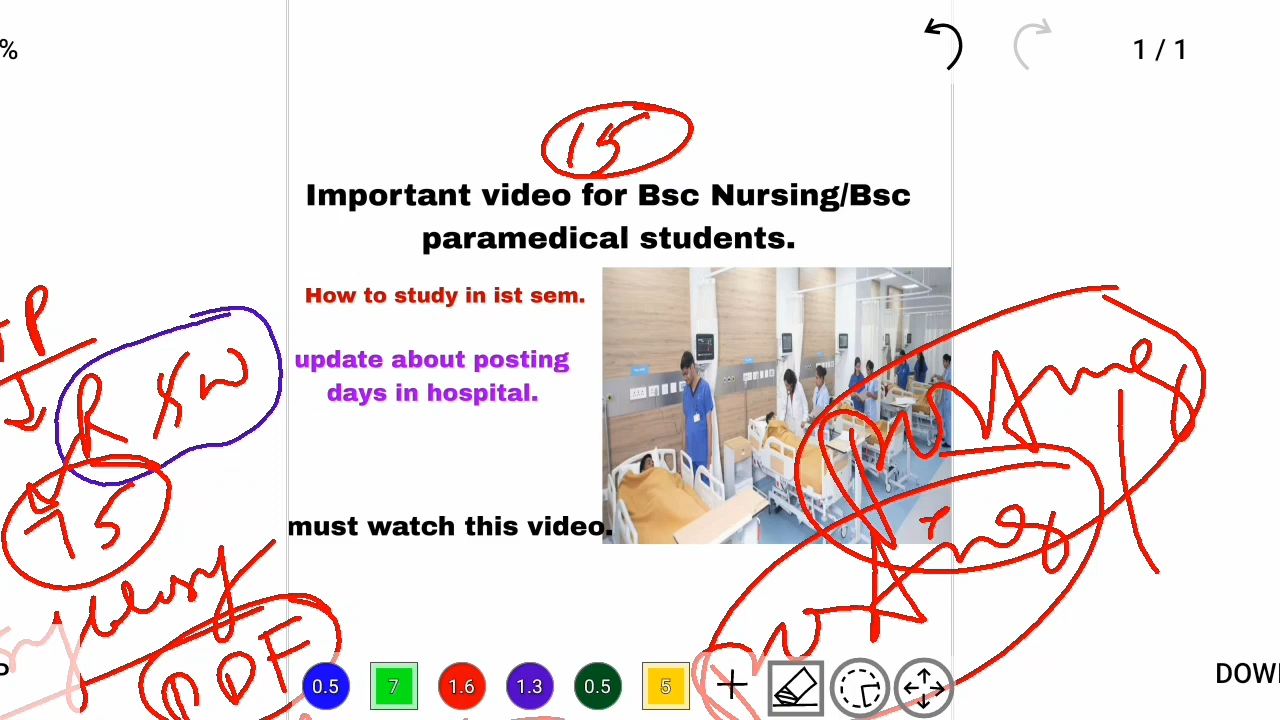 %
1 / 1
15
Important video for Bsc Nursing/Bsc
paramedical students.
How to study in ist sem.
update about posting
days in hospital.
must watch this video.
75
PDF
0.5
7
1.6
1.3
0.5
5
DOW